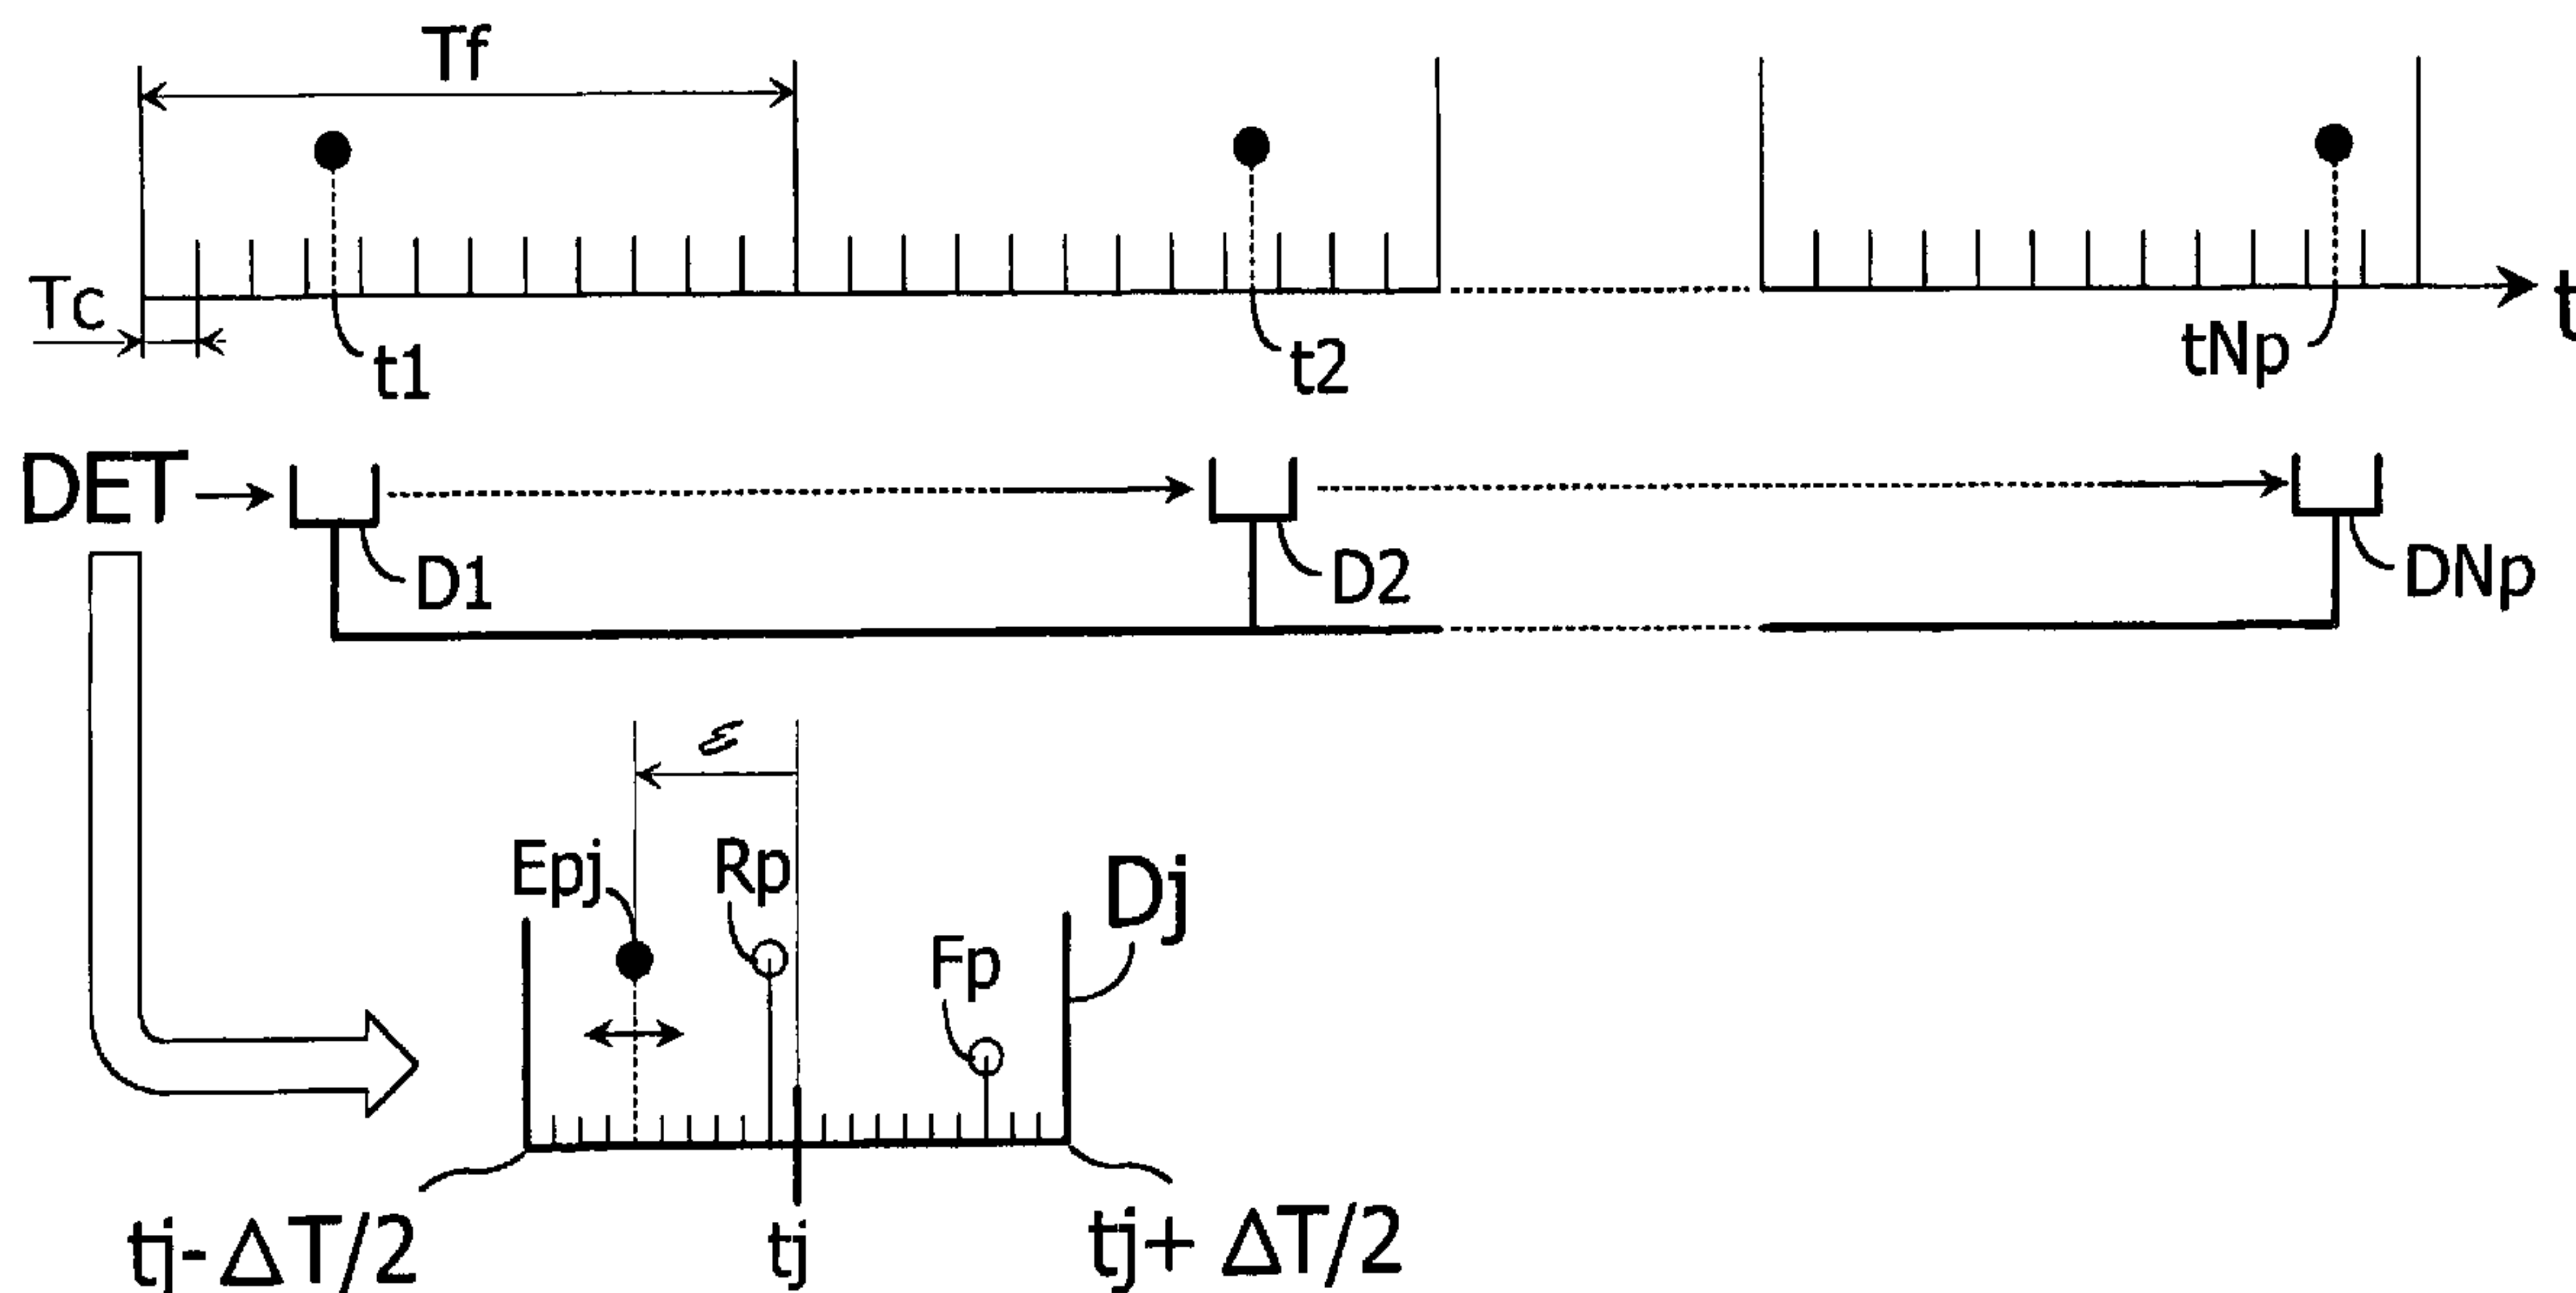 Tf
Tc
t
t1
t2
tNp
DET
D1
D2
DNp
ε
Epj
Rp
Fp
Dj
tj-ΔT/2
tj
tj+ΔT/2